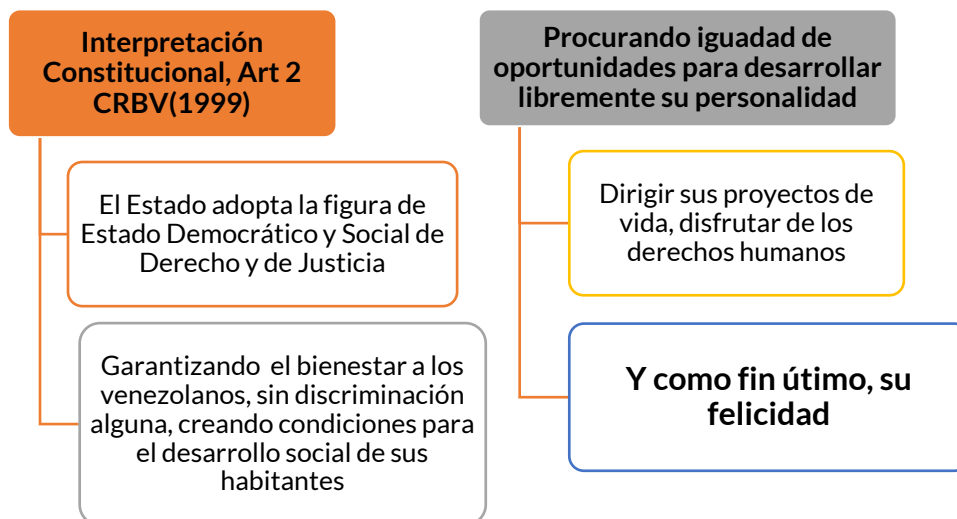 Interpretación
Constitucional, Art 2
CRBV(1999)
El Estado adopta la figura de
Estado Democrático y Social de
Derecho y de Justicia
Garantizando  el bienestar a los
venezolanos, sin discriminación
alguna, creando condiciones para
el desarrollo social de sus
habitantes
Procurando iguadad de
oportunidades para desarrollar
libremente su personalidad
Dirigir sus proyectos de
vida, disfrutar de los
derechos humanos
Y como fin útimo, su
felicidad